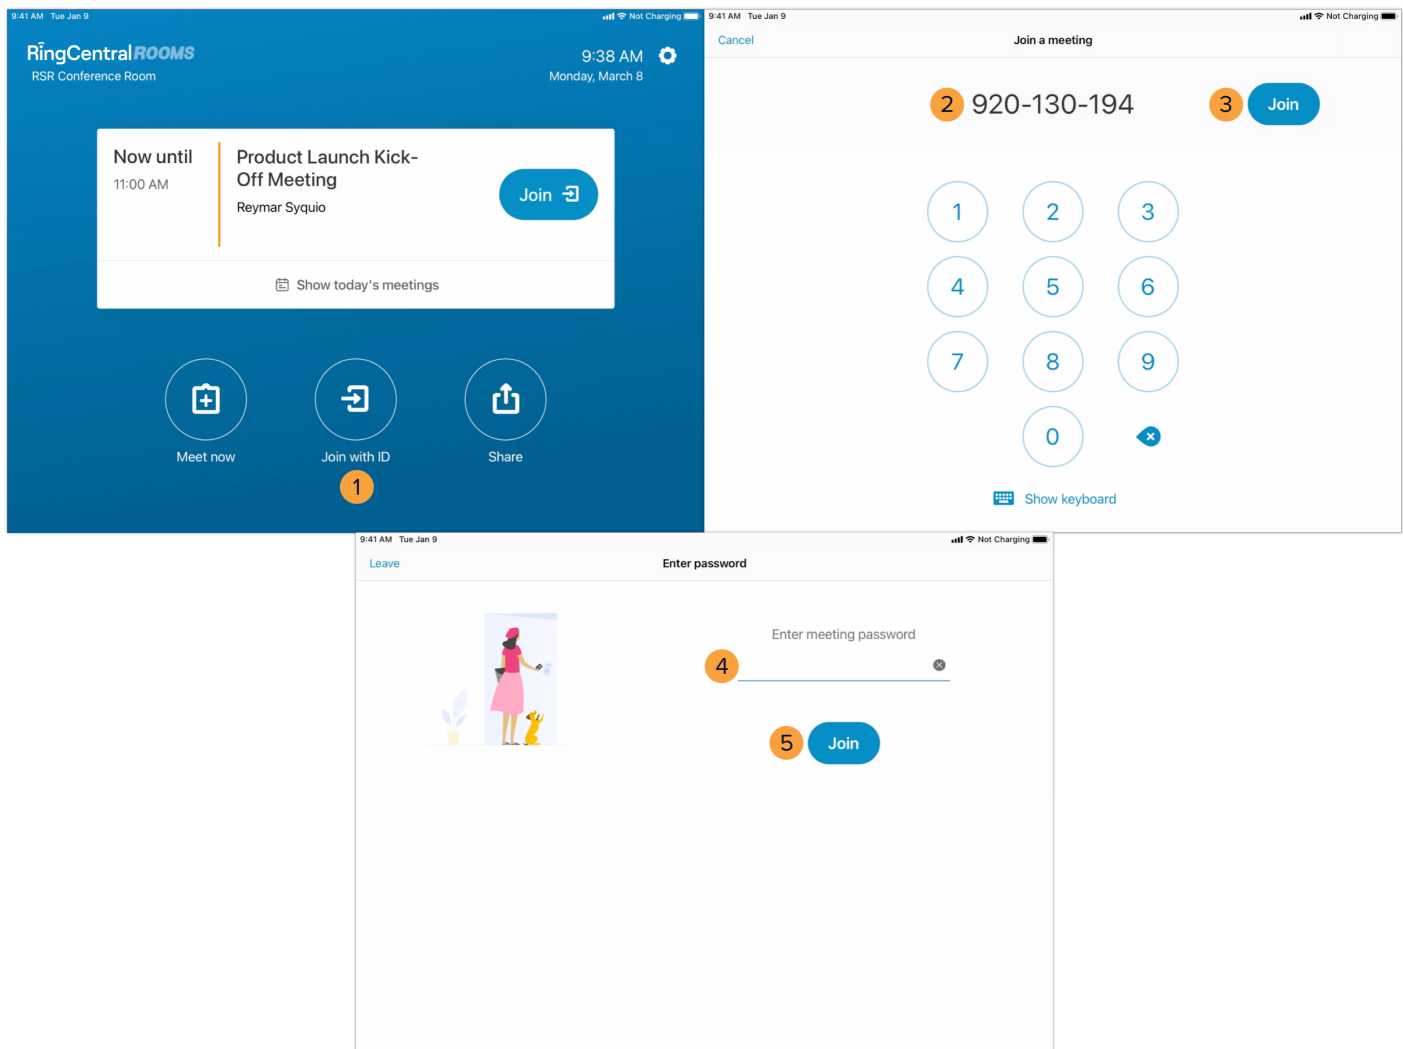 9:41 AM Tue Jan 9
Not Charging
RingCentral ROOMS
RSR Conference Room
9:38 AM
Monday, March 8
Now until
11:00 AM
Product Launch Kick-
Off Meeting
Reymar Syquio
Join
Show today's meetings
Meet now
Join with ID
Share
1
9:41 AM Tue Jan 9
Not Charging
Cancel
Join a meeting
2 920-130-194
3 Join
1 2 3
4 5 6
7 8 9
0
Show keyboard
9:41 AM Tue Jan 9
Not Charging
Leave
Enter password
Enter meeting password
4
5 Join